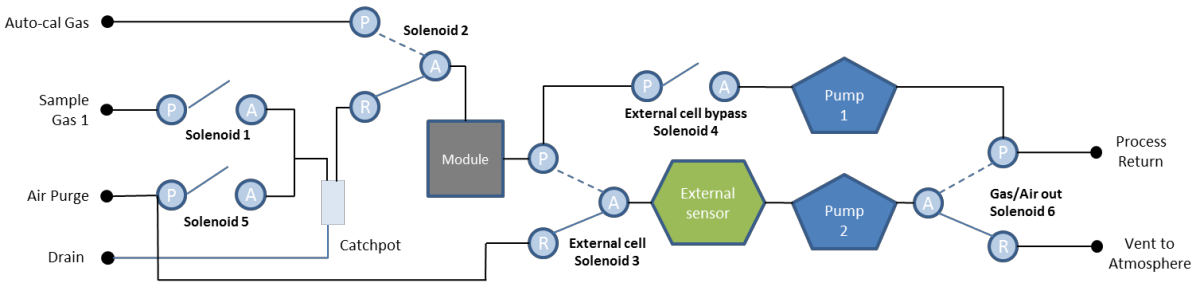 Auto-cal Gas
P
Solenoid 2
A
Sample
Gas 1
P
A
Solenoid 1
R
Module
P
A
External cell bypass
Solenoid 4
Pump
1
P
Process
Return
P
Air Purge
P
A
Solenoid 5
Catchpot
Drain
A
R
External cell
Solenoid 3
External
sensor
Pump
2
A
Gas/Air out
Solenoid 6
R
Vent to
Atmosphere